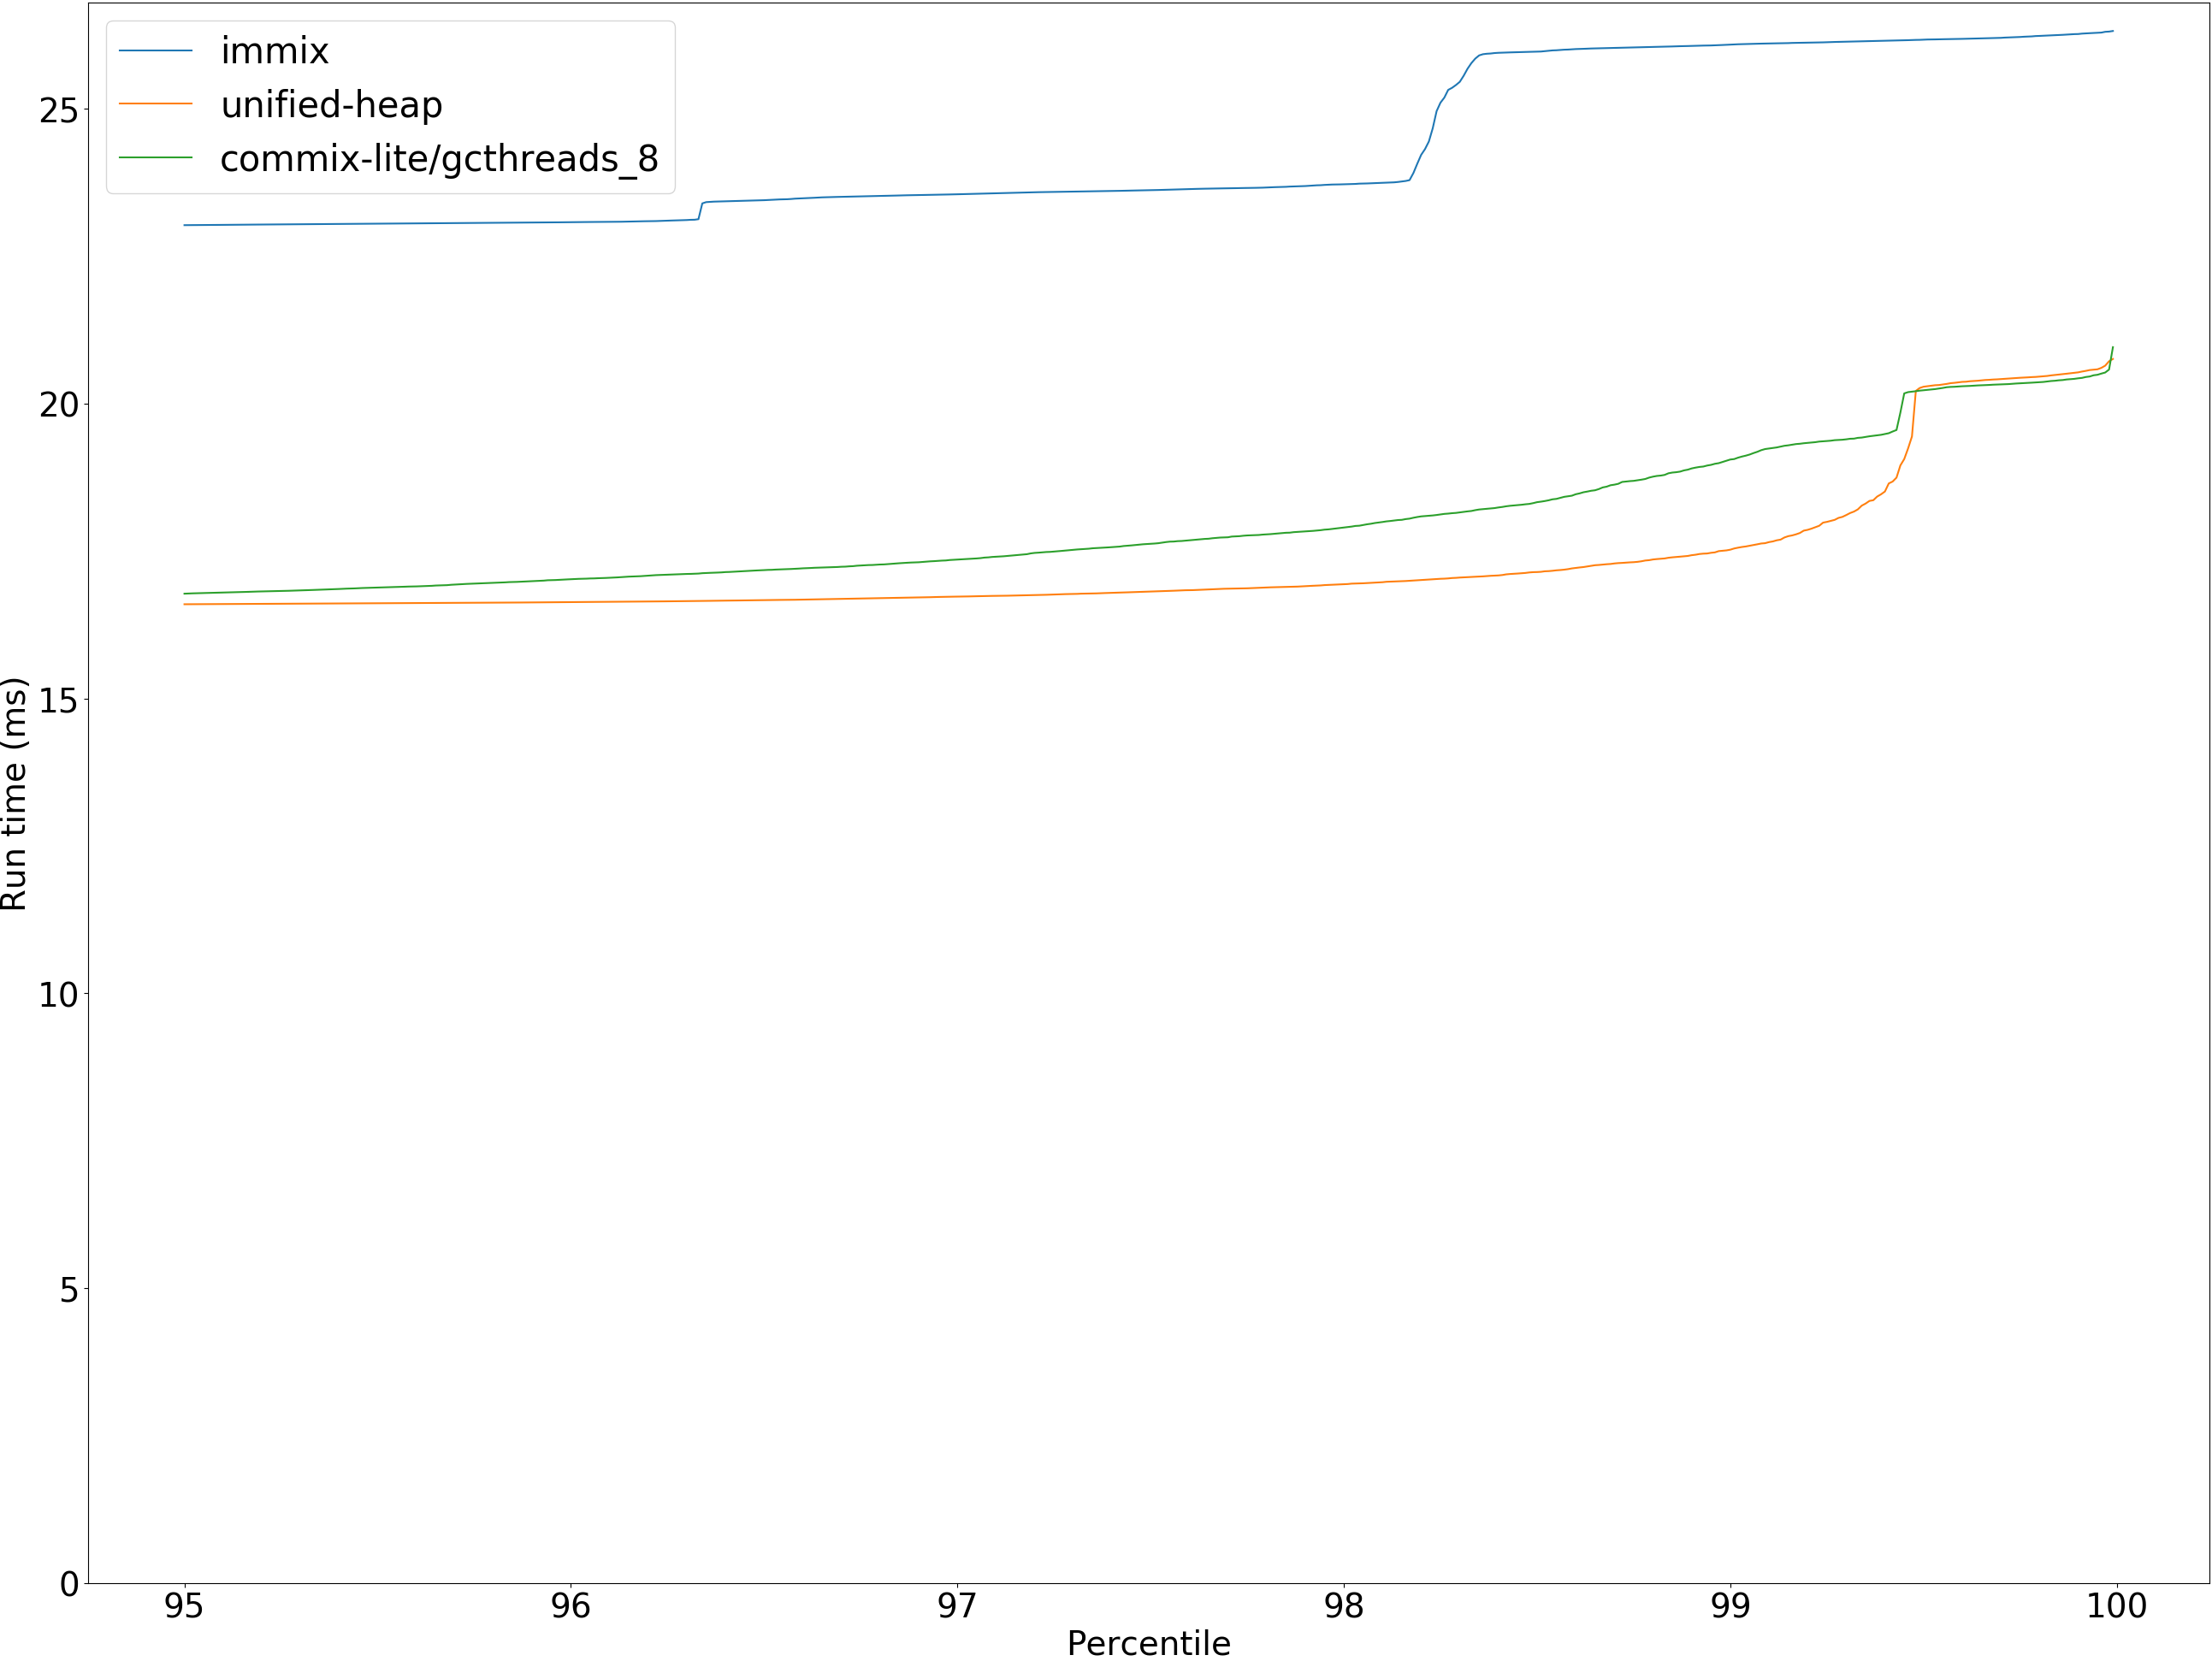 immix
unified-heap
commix-lite/gcthreads_8
Run time (ms)
25
20
15
10
5
0
95 96 97 98 99 100
Percentile